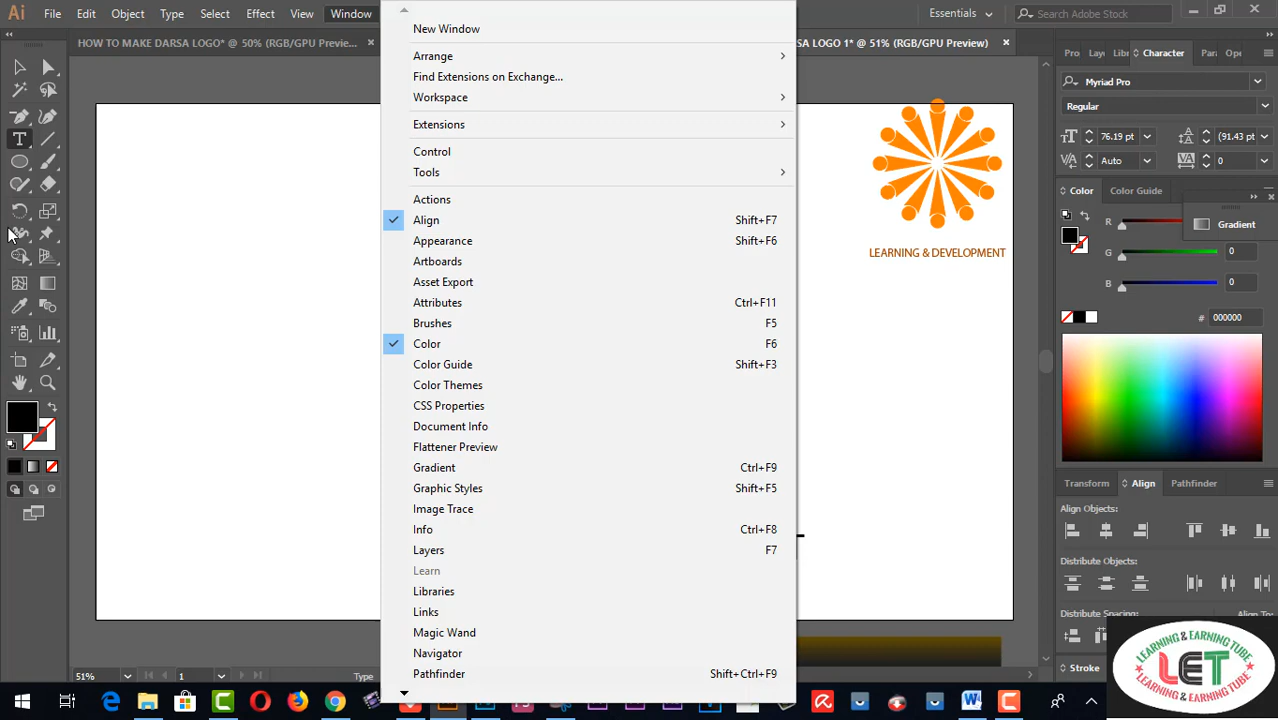 Ai File Edit Object Type Select Effect View Window
Essentials
Search Adobe Stock
HOW TO MAKE DARSA LOGO* @ 50% (RGB/GPU Preview...
SA LOGO 1* @ 51% (RGB/GPU Preview)
New Window
Arrange
Find Extensions on Exchange...
Workspace
Extensions
Control
Tools
Actions
Align Shift+F7
Appearance Shift+F6
Artboards
Asset Export
Attributes Ctrl+F11
Brushes F5
Color F6
Color Guide Shift+F3
Color Themes
CSS Properties
Document Info
Flattener Preview
Gradient Ctrl+F9
Graphic Styles Shift+F5
Image Trace
Info Ctrl+F8
Layers F7
Learn
Libraries
Links
Magic Wand
Navigator
Pathfinder Shift+Ctrl+F9
LEARNING & DEVELOPMENT
Pro Laye Libr Character Para Ope
Myriad Pro
Regular
76.19 pt (91.43 pt
Auto 0
Color Color Guide
Gradient
R
G 0
B 0
# 000000
Transform Align Pathfinder
Align Objects:
Distribute Objects:
Distribute Spacing: Align To:
Stroke
51% 1 Type
LEARNING & EARNING TUBE
LET
LEARNING & EARNING TUBE